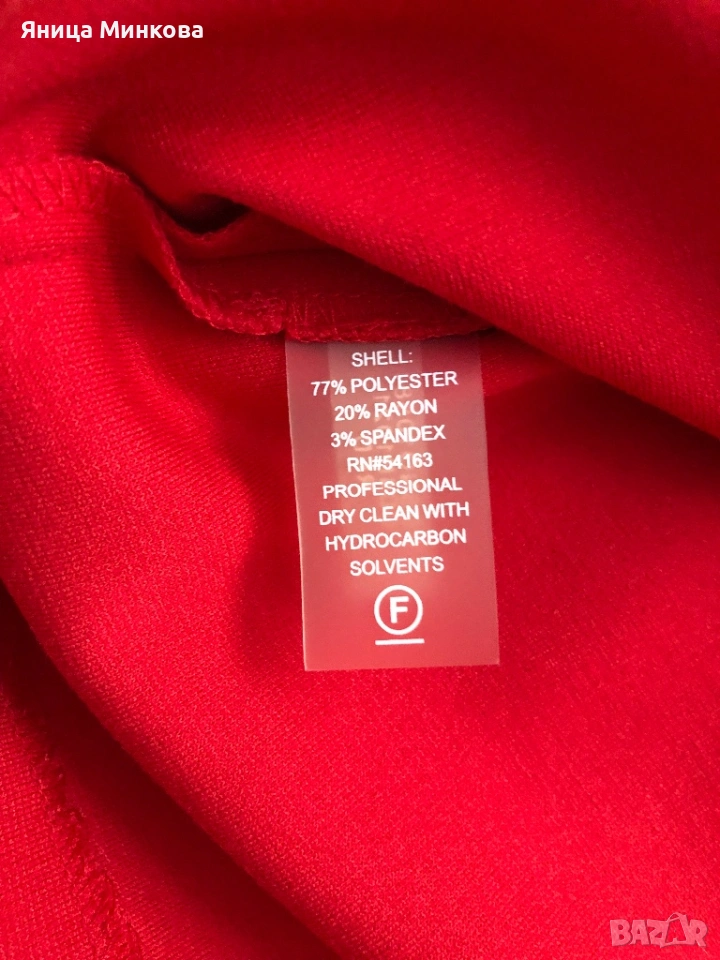 Яница Минкова
SHELL:
77% POLYESTER
20% RAYON
3% SPANDEX
RN#54163
PROFESSIONAL
DRY CLEAN WITH
HYDROCARBON
SOLVENTS
F
BAZAR